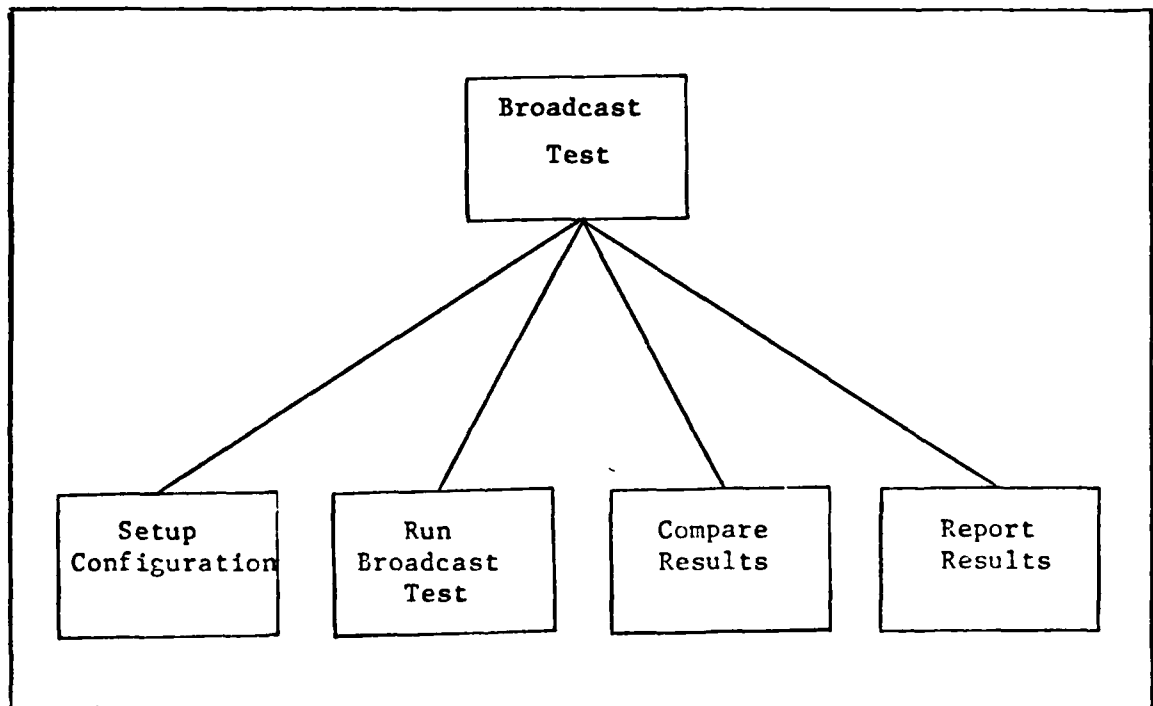 Broadcast
Test
Setup
Configuration
Run
Broadcast
Test
Compare
Results
Report
Results